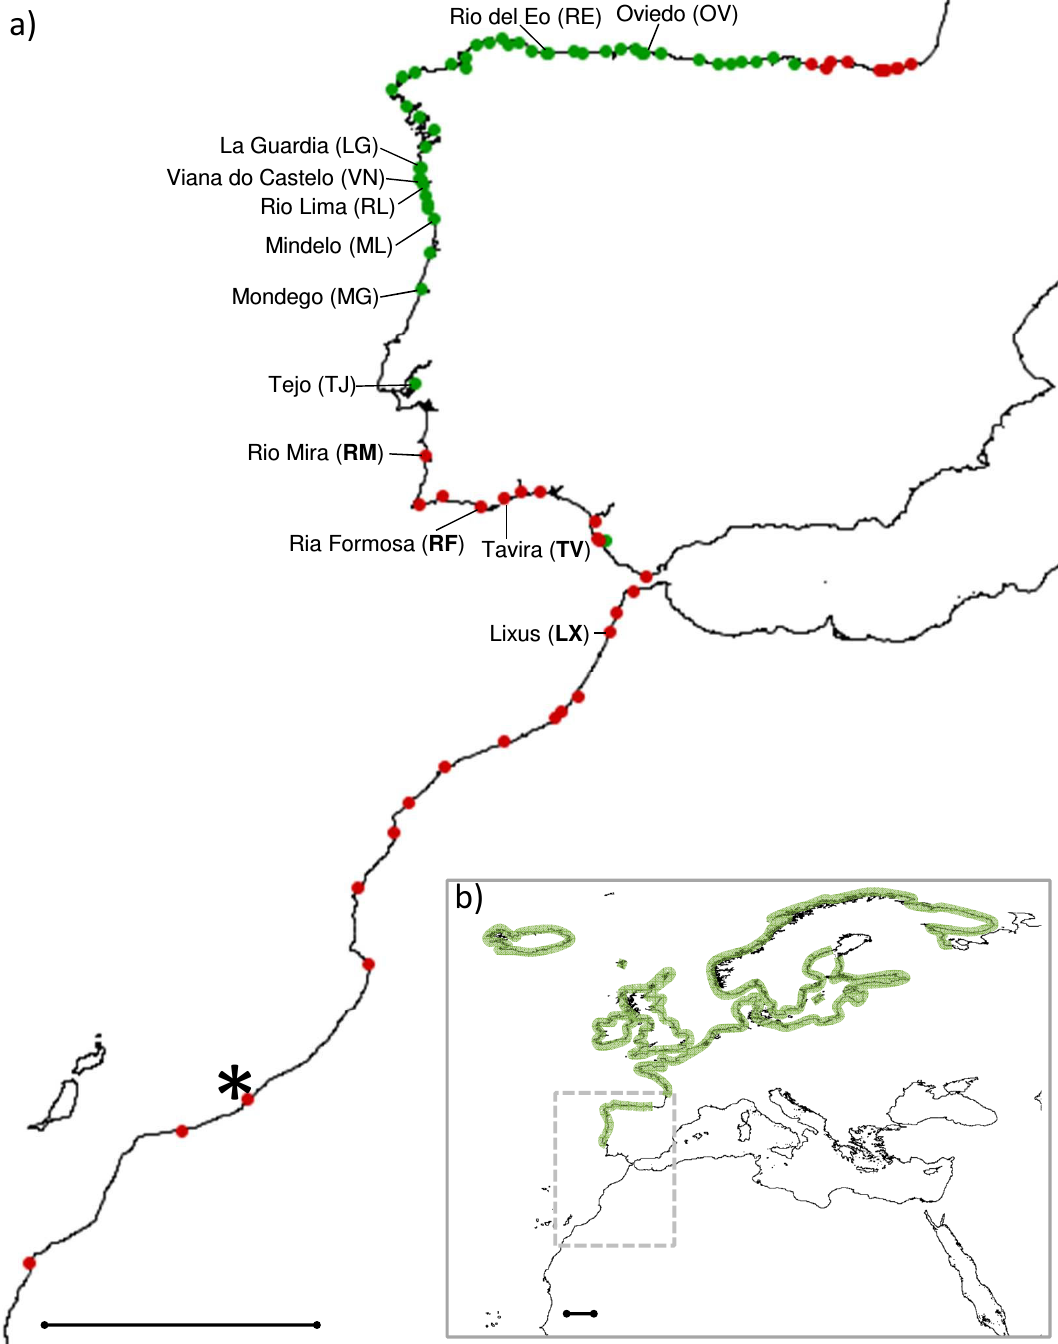 a)
Rio del Eo (RE)
Oviedo (OV)
La Guardia (LG)
Viana do Castelo (VN)
Rio Lima (RL)
Mindelo (ML)
Mondego (MG)
Tejo (TJ)
Rio Mira (RM)
Ria Formosa (RF)
Tavira (TV)
Lixus (LX)
*
b)